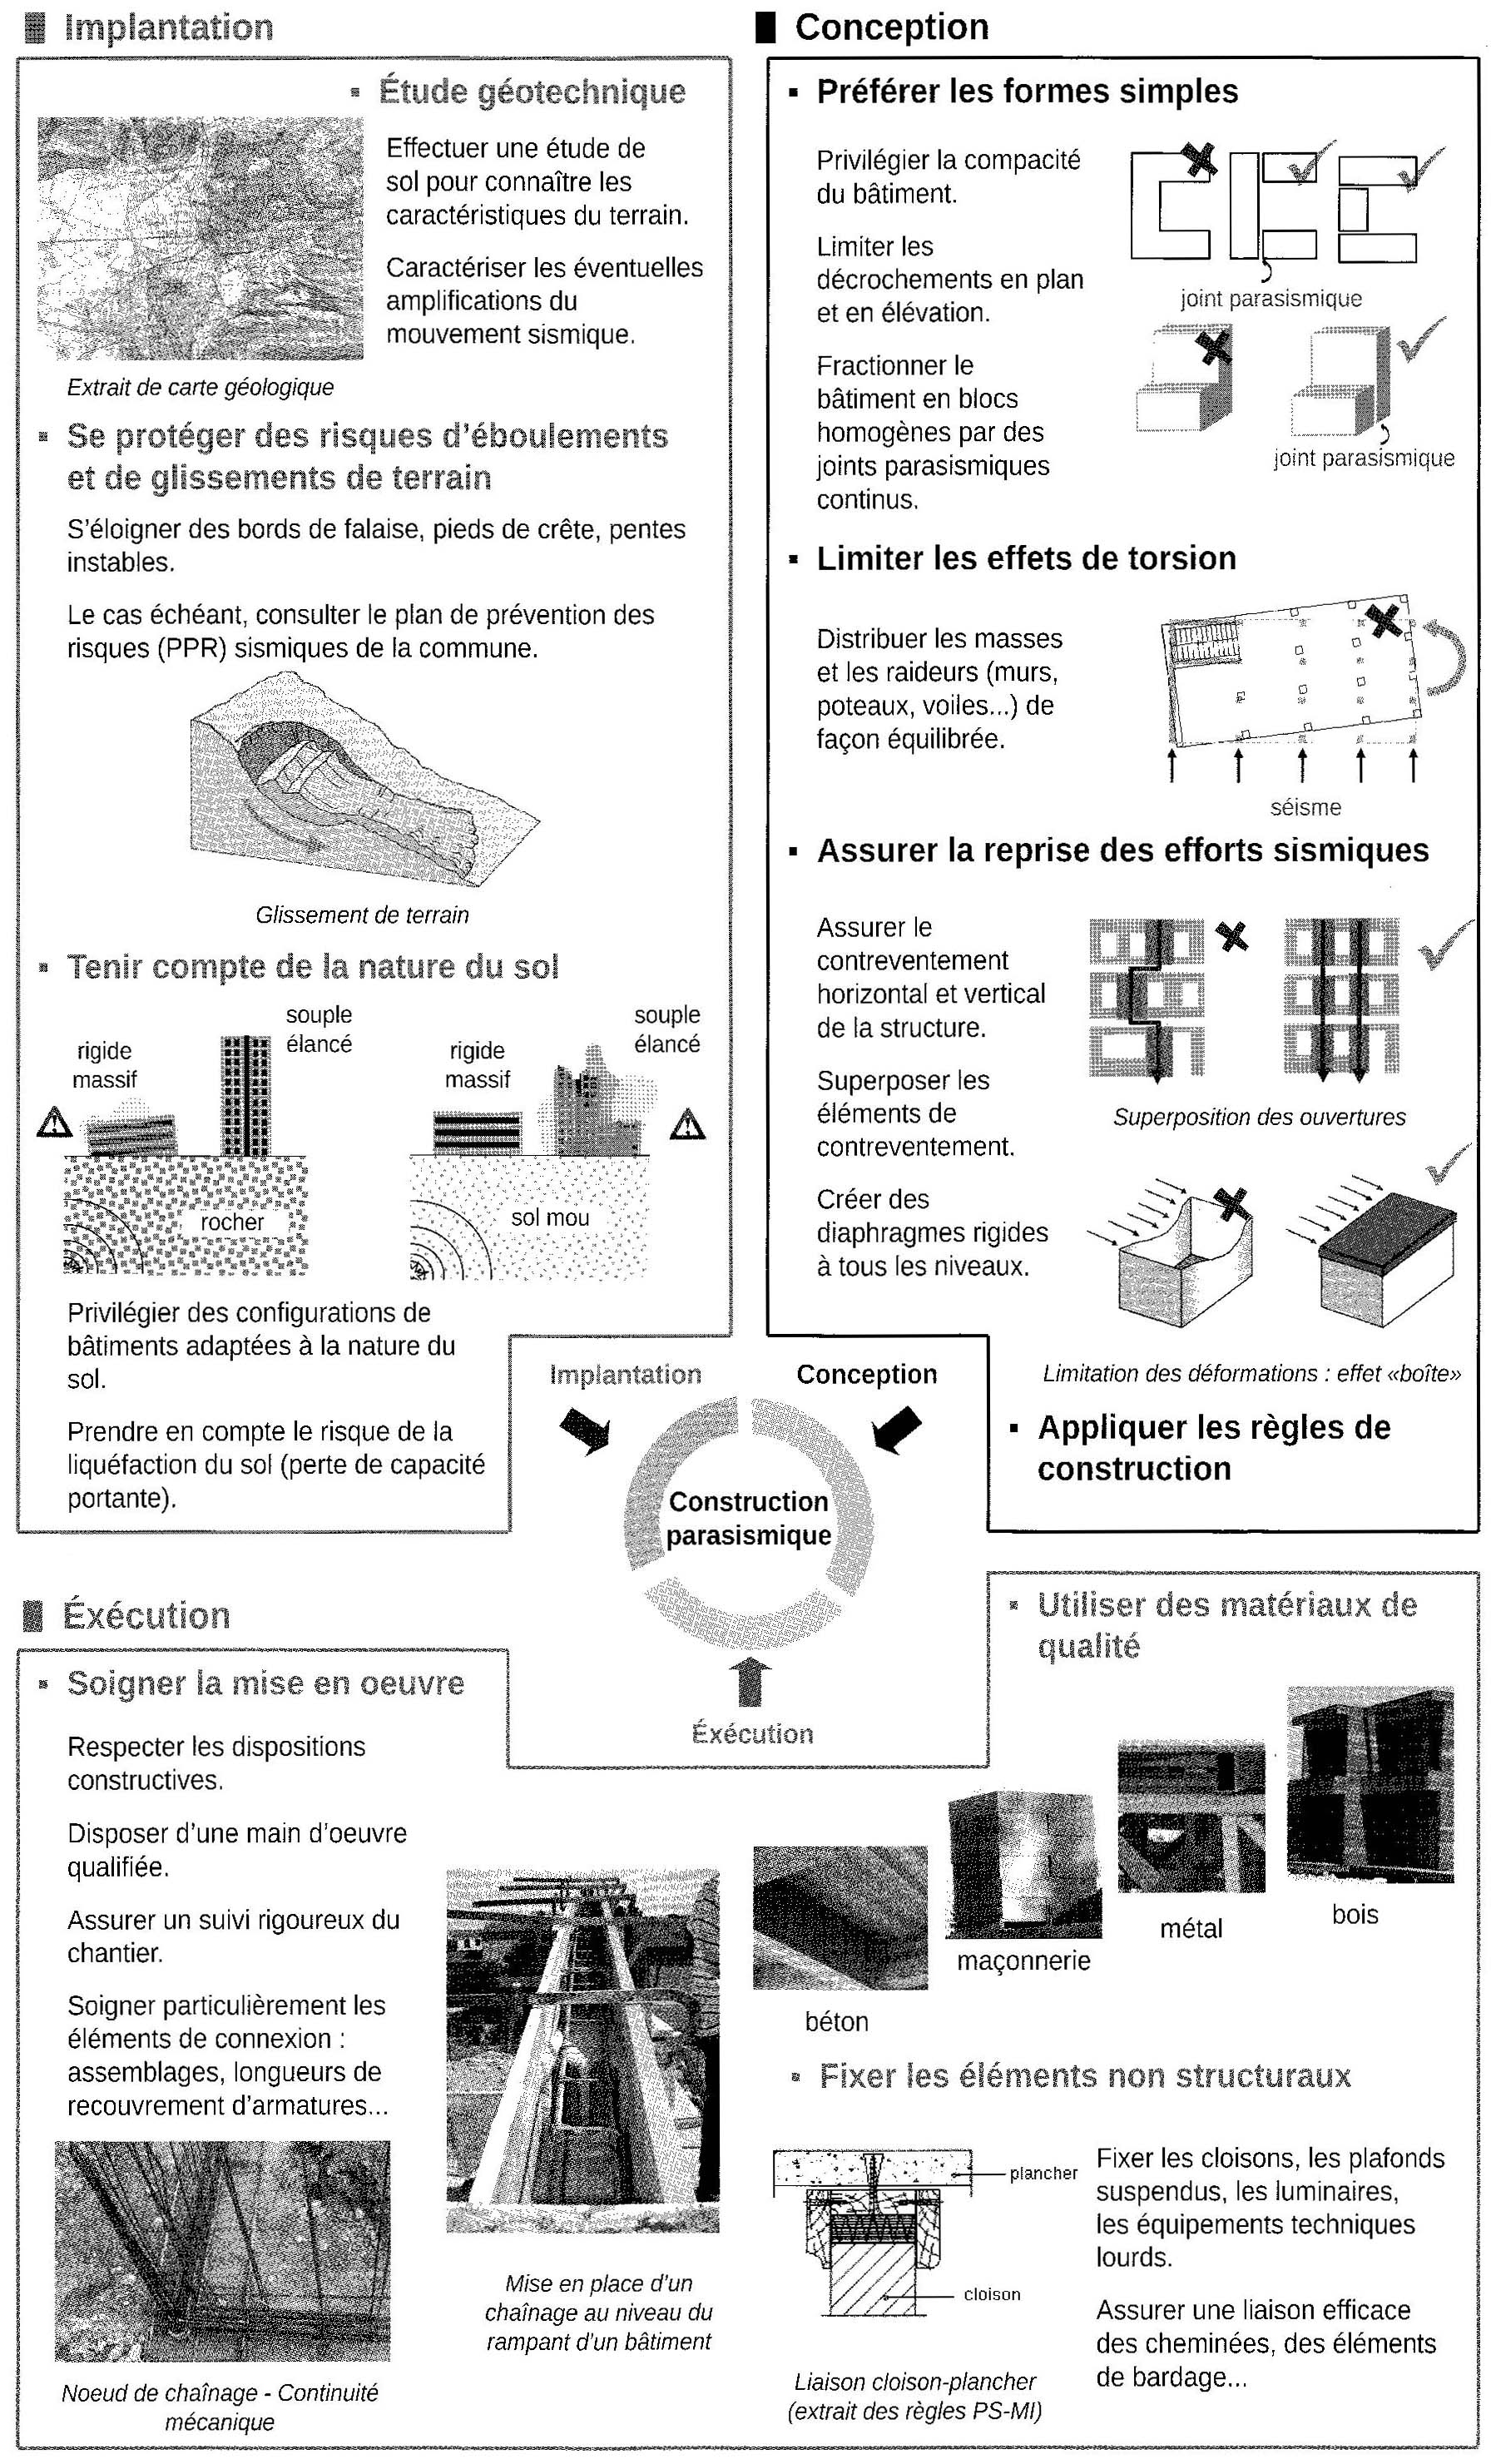 Implantation
Étude géotechnique
Effectuer une étude de
sol pour connaître les
caractéristiques du terrain.
Caractériser les éventuelles
amplifications du
mouvement sismique.
Extrait de carte géologique
Se protéger des risques d'éboulements
et de glissements de terrain
S'éloigner des bords de falaise, pieds de crête, pentes
instables.
Le cas échéant, consulter le plan de prévention des
risques (PPR) sismiques de la commune.
Glissement de terrain
Tenir compte de la nature du sol
rigide
massif
souple
élancé
rigide
massif
souple
élancé
rocher
sol mou
Privilégier des configurations de
bâtiments adaptées à la nature du
sol.
Prendre en compte le risque de la
liquéfaction du sol (perte de capacité
portante).
Conception
Préférer les formes simples
Privilégier la compacité
du bâtiment.
Limiter les
décrochements en plan
et en élévation.
Fractionner le
bâtiment en blocs
homogènes par des
joints parasismiques
continus.
joint parasismique
joint parasismique
Limiter les effets de torsion
Distribuer les masses
et les raideurs (murs,
poteaux, voiles...) de
façon équilibrée.
séisme
Assurer la reprise des efforts sismiques
Assurer le
contreventement
horizontal et vertical
de la structure.
Superposer les
éléments de
contreventement.
Créer des
diaphragmes rigides
à tous les niveaux.
Superposition des ouvertures
Limitation des déformations : effet «boîte»
Appliquer les règles de
construction
Implantation
Conception
Construction
parasismique
Éxécution
Éxécution
Soigner la mise en oeuvre
Respecter les dispositions
constructives.
Disposer d'une main d'oeuvre
qualifiée.
Assurer un suivi rigoureux du
chantier.
Soigner particulièrement les
éléments de connexion :
assemblages, longueurs de
recouvrement d'armatures...
Noeud de chaînage - Continuité
mécanique
Mise en place d'un
chaînage au niveau du
rampant d'un bâtiment
Utiliser des matériaux de
qualité
béton
maçonnerie
métal
bois
Fixer les éléments non structuraux
plancher
cloison
Liaison cloison-plancher
(extrait des règles PS-MI)
Fixer les cloisons, les plafonds
suspendus, les luminaires,
les équipements techniques
lourds.
Assurer une liaison efficace
des cheminées, des éléments
de bardage...